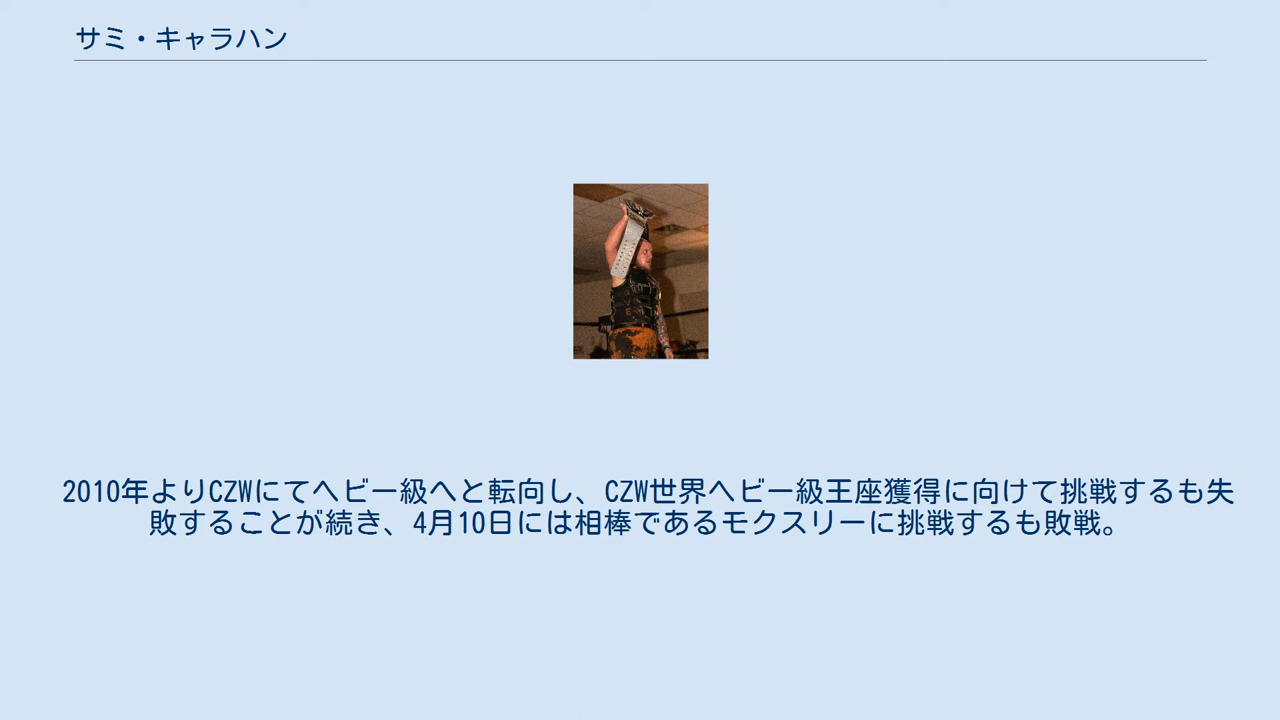 サミ・キャラハン
2010年よりCZWにてヘビー級へと転向し、CZW世界ヘビー級王座獲得に向けて挑戦するも失
敗することが続き、4月10日には相棒であるモクスリーに挑戦するも敗戦。